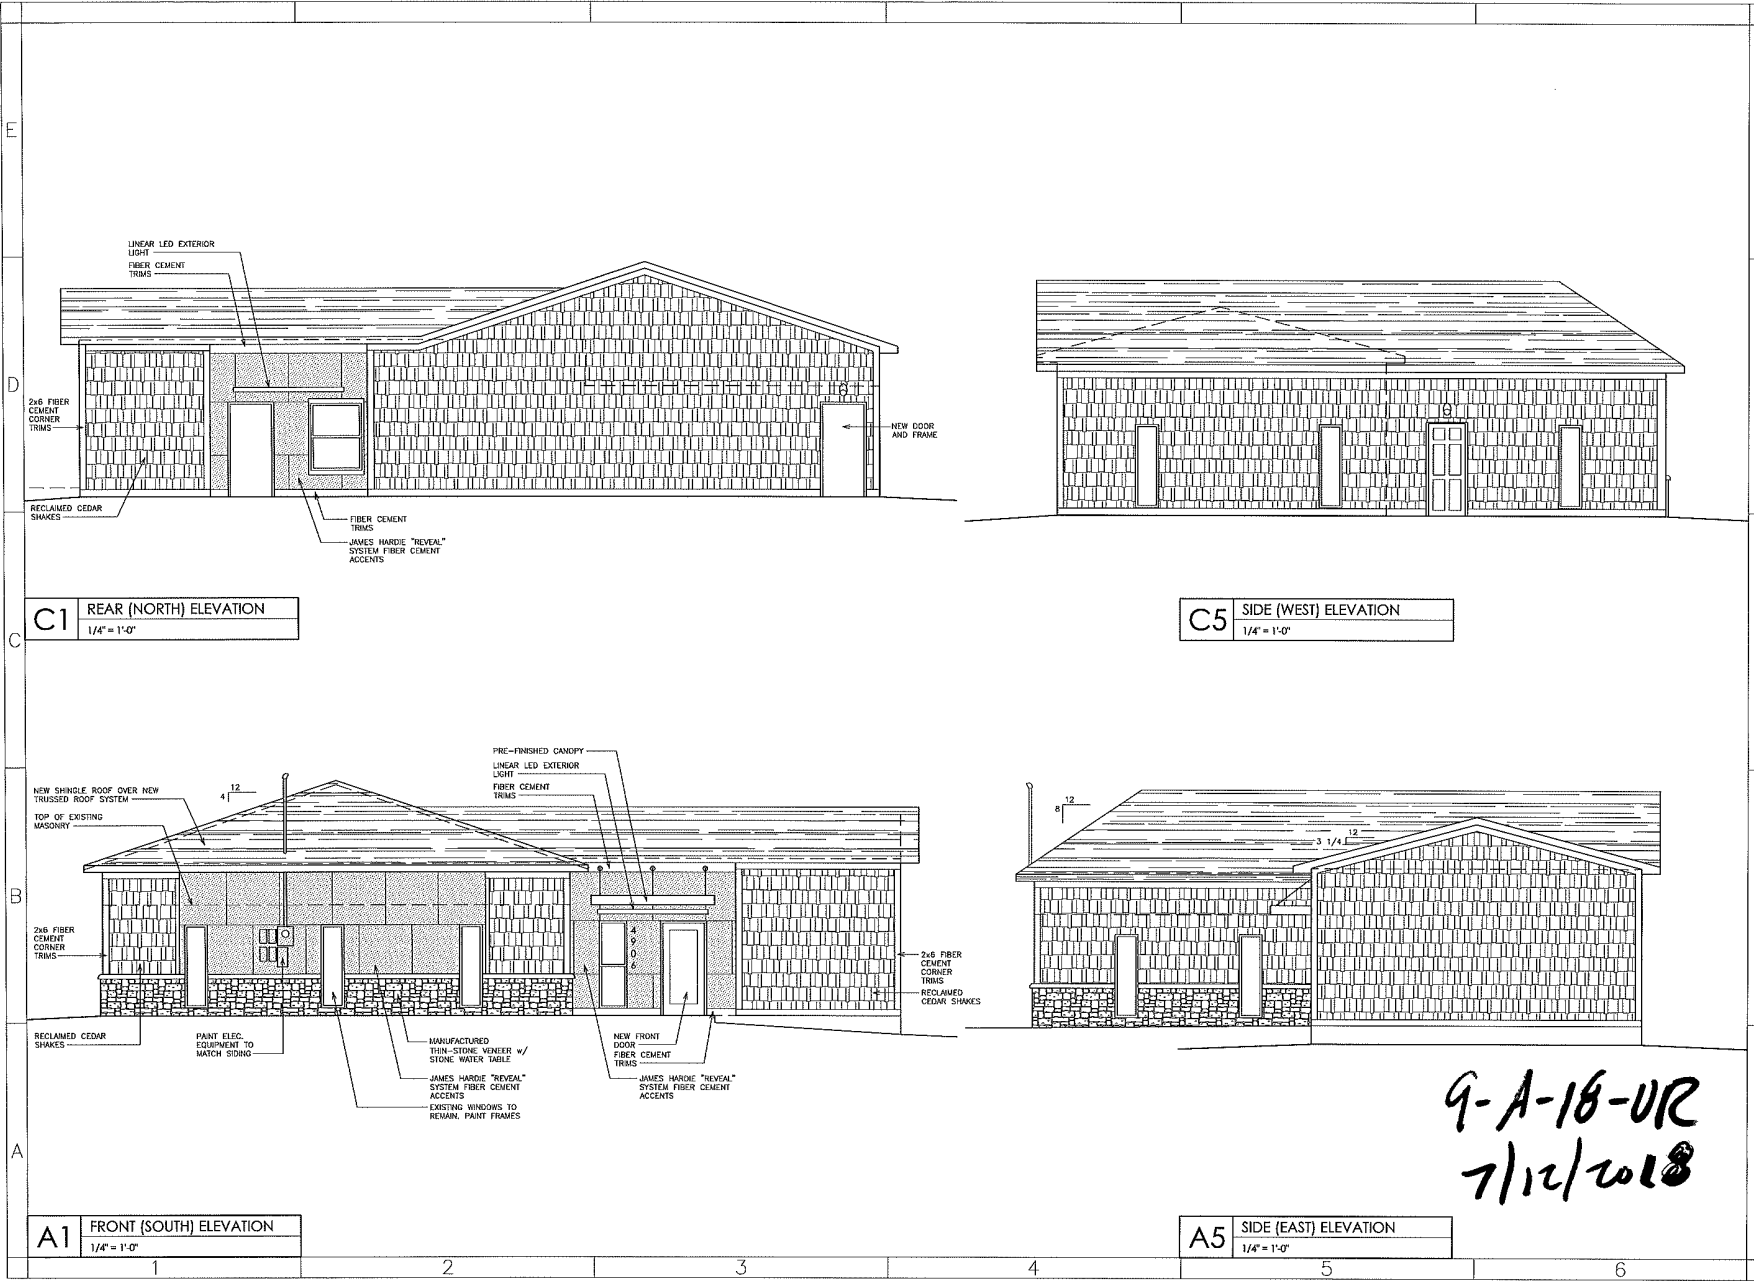 E
LINEAR LED EXTERIOR
LIGHT
FIBER CEMENT
TRIMS
D
2x6 FIBER
CEMENT
CORNER
TRIMS
NEW DOOR
AND FRAME
RECLAIMED CEDAR
SHAKES
FIBER CEMENT
TRIMS
JAMES HARDIE "REVEAL"
SYSTEM FIBER CEMENT
ACCENTS
C1
REAR (NORTH) ELEVATION
1/4" = 1'-0"
C5
SIDE (WEST) ELEVATION
1/4" = 1'-0"
C
PRE-FINISHED CANOPY
LINEAR LED EXTERIOR
LIGHT
FIBER CEMENT
TRIMS
NEW SHINGLE ROOF OVER NEW
TRUSSED ROOF SYSTEM
12
4
TOP OF EXISTING
MASONRY
12
8
12
3 1/4
B
2x6 FIBER
CEMENT
CORNER
TRIMS
4906
2x6 FIBER
CEMENT
CORNER
TRIMS
RECLAIMED
CEDAR SHAKES
RECLAIMED CEDAR
SHAKES
PAINT ELEC.
EQUIPMENT TO
MATCH SIDING
MANUFACTURED
THIN-STONE VENEER W/
STONE WATER TABLE
JAMES HARDIE "REVEAL"
SYSTEM FIBER CEMENT
ACCENTS
EXISTING WINDOWS TO
REMAIN. PAINT FRAMES
NEW FRONT
DOOR
FIBER CEMENT
TRIMS
JAMES HARDIE "REVEAL"
SYSTEM FIBER CEMENT
ACCENTS
9-A-18-UR
7/12/2018
A
A1
FRONT (SOUTH) ELEVATION
1/4" = 1'-0"
A5
SIDE (EAST) ELEVATION
1/4" = 1'-0"
1 2 3 4 5 6